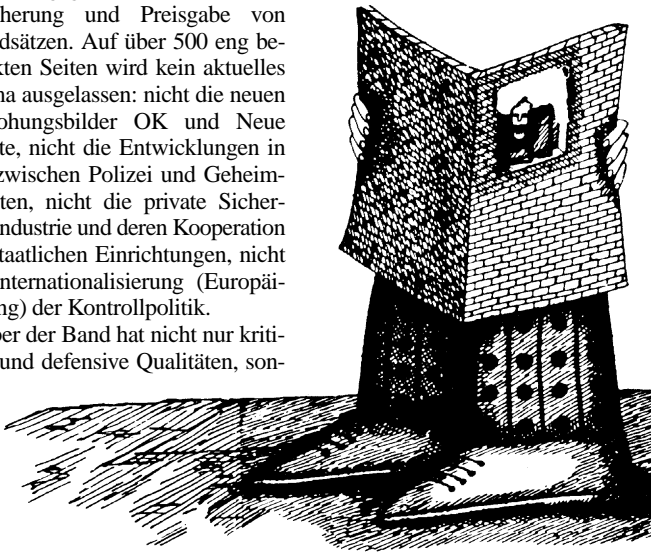 cherung und Preisgabe von
dsätzen. Auf über 500 eng be-
kten Seiten wird kein aktuelles
na ausgelassen: nicht die neuen
ohungsbilder OK und Neue
te, nicht die Entwicklungen in
zwischen Polizei und Geheim-
ten, nicht die private Sicher-
ndustrie und deren Kooperation
taatlichen Einrichtungen, nicht
nternationalisierung (Europäi-
ng) der Kontrollpolitik.
ber der Band hat nicht nur kriti-
und defensive Qualitäten, son-